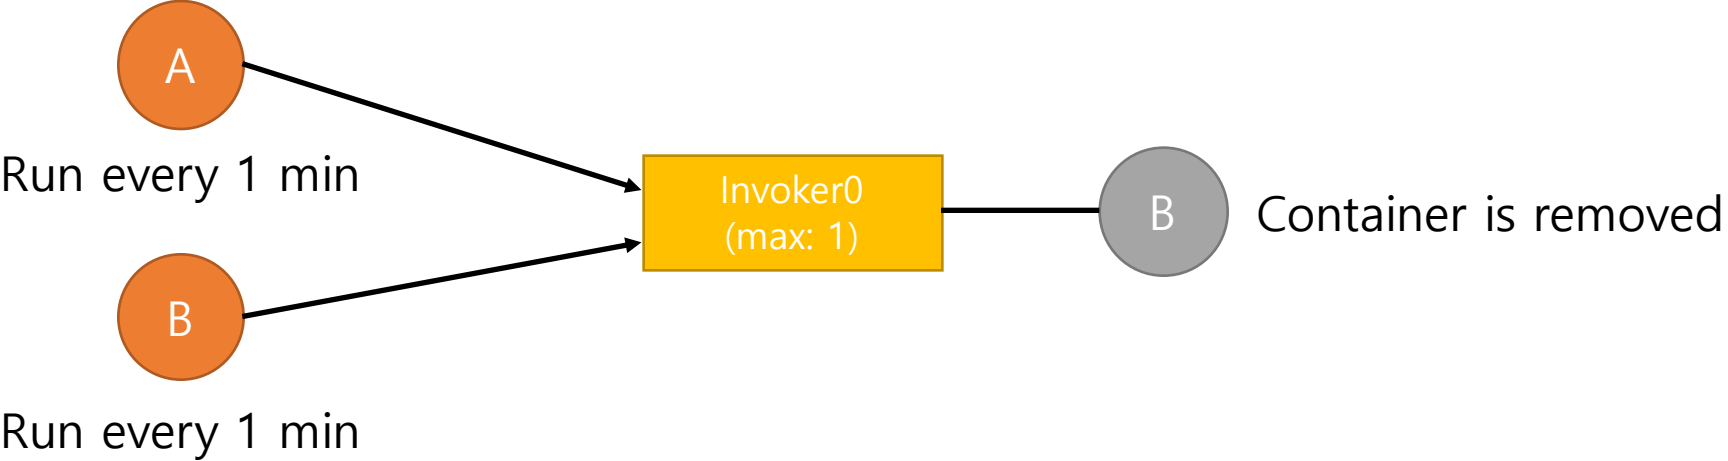 A
Run every 1 min
Invoker0
(max: 1)
B
Container is removed
B
Run every 1 min